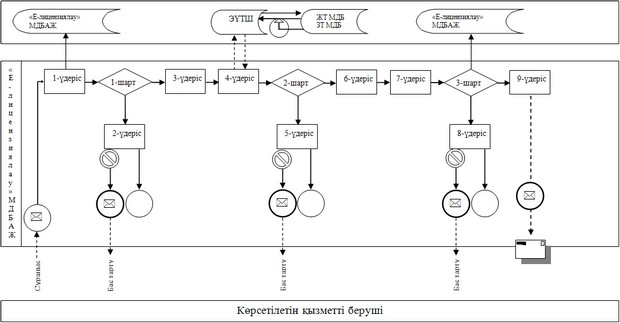 «Е-лицензиялау»
МДБАЖ
ЭҮТШ
ЖТ МДБ
ЗТ МДБ
«Е-лицензиялау»
МДБАЖ
«Е-лицензиялау» МДБАЖ
1-үдеріс
1-шарт
3-үдеріс
4-үдеріс
2-шарт
6-үдеріс
7-үдеріс
3-шарт
9-үдеріс
2-үдеріс
5-үдеріс
8-үдеріс
Сұраныс
Бас тарту
Бас тарту
Бас тарту
Көрсетілетін қызметті беруші